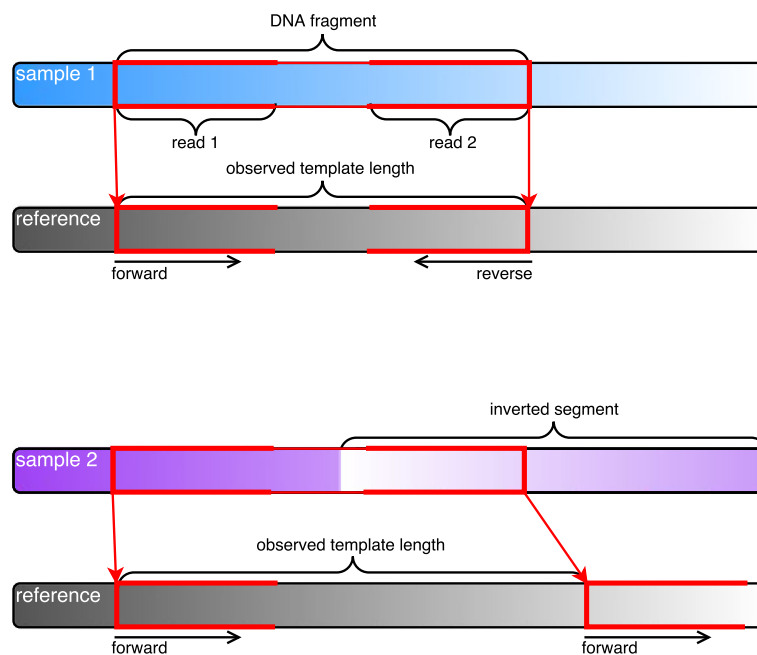 DNA fragment
sample 1
read 1
read 2
observed template length
reference
forward
reverse
inverted segment
sample 2
observed template length
reference
forward
forward